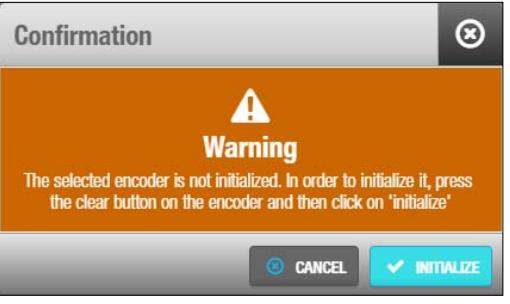 Confirmation
Warning
The selected encoder is not initialized. In order to initialize it, press
the clear button on the encoder and then click on 'initialize'
CANCEL
INITIALIZE